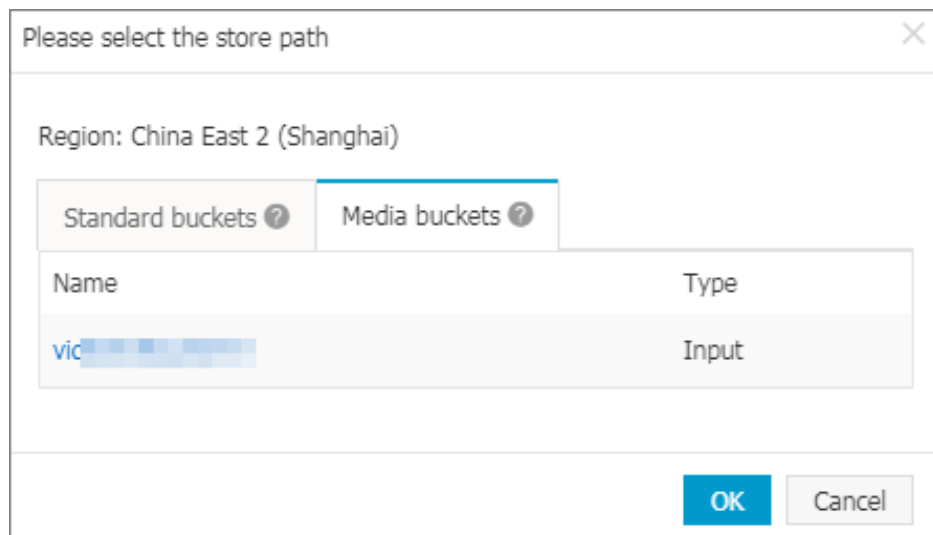 Please select the store path
Region: China East 2 (Shanghai)
Standard buckets Media buckets
Name Type
Input
OK Cancel